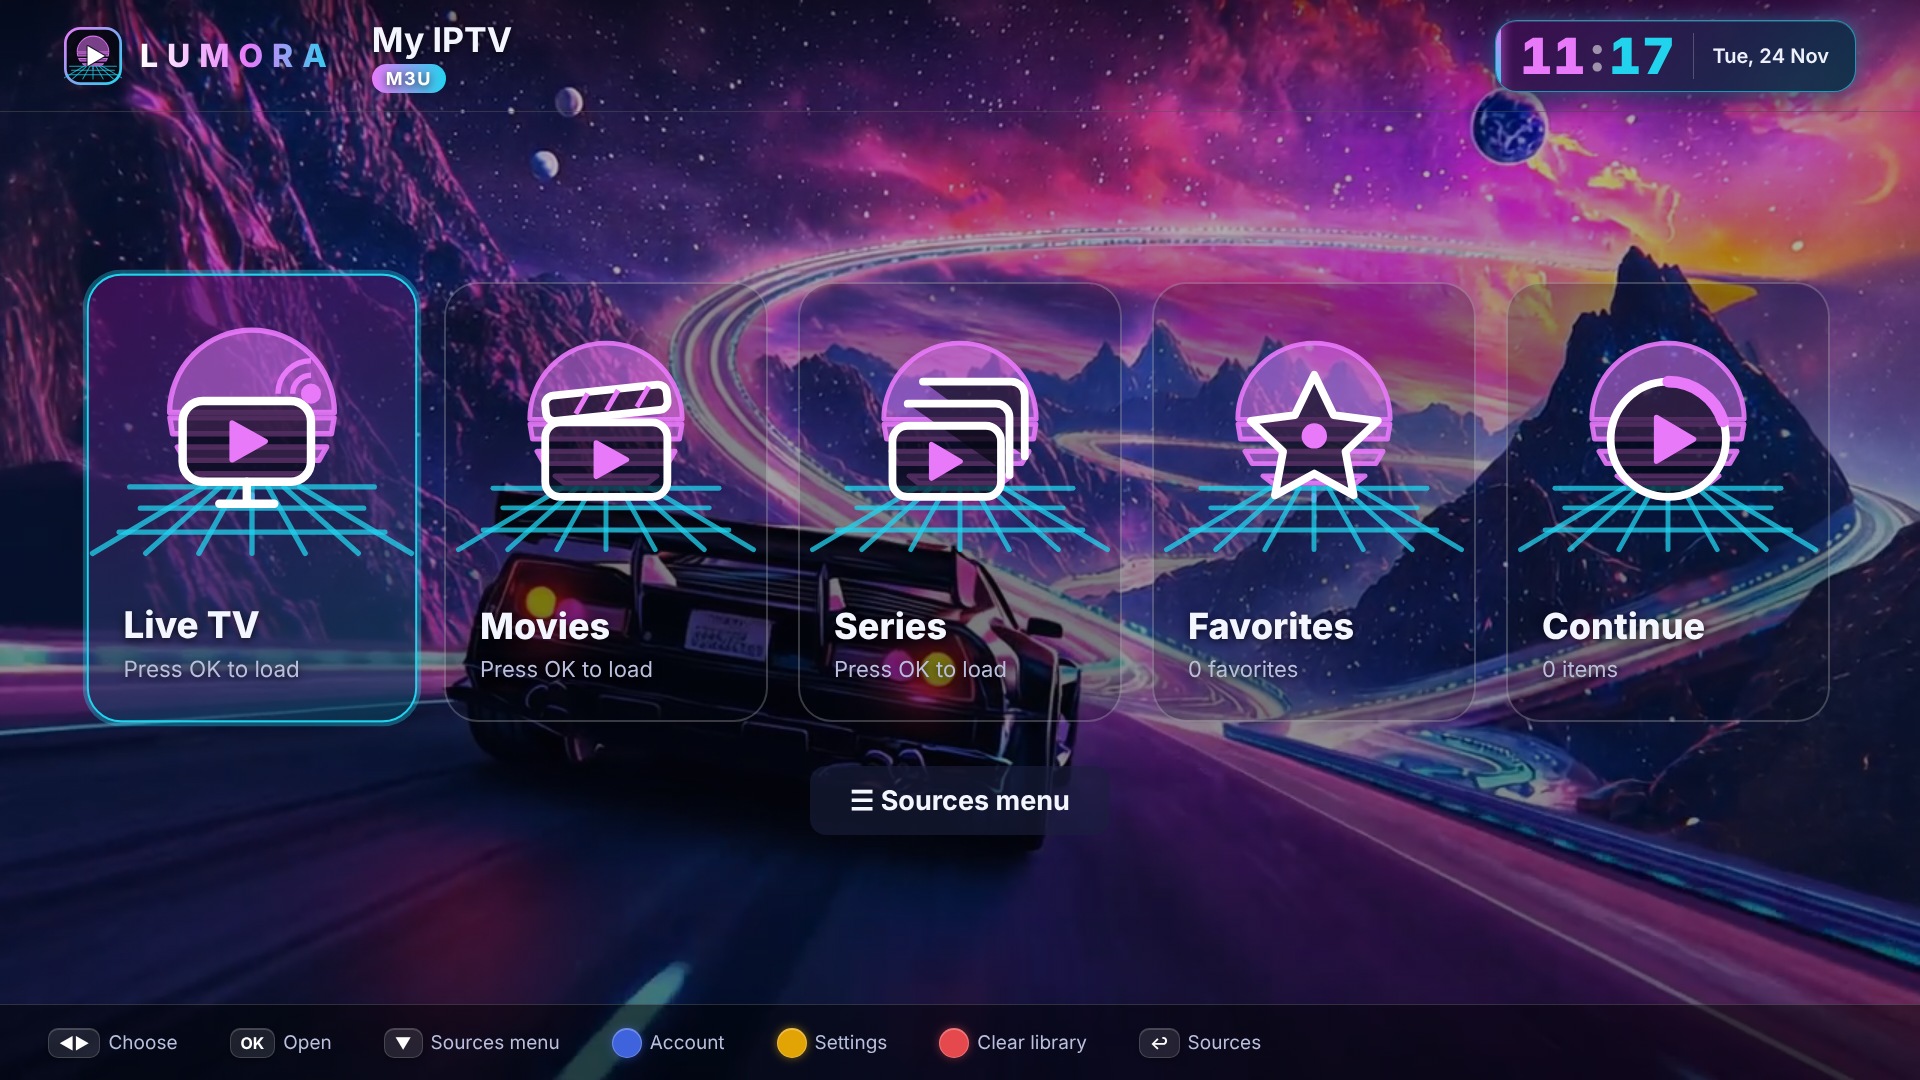 LUMORA
My IPTV
M3U
11:17
Tue, 24 Nov
Live TV
Press OK to load
Movies
Press OK to load
Series
Press OK to load
Favorites
0 favorites
Continue
0 items
☰ Sources menu
◀▶ Choose
OK Open
▼ Sources menu
Account
Settings
Clear library
↩ Sources